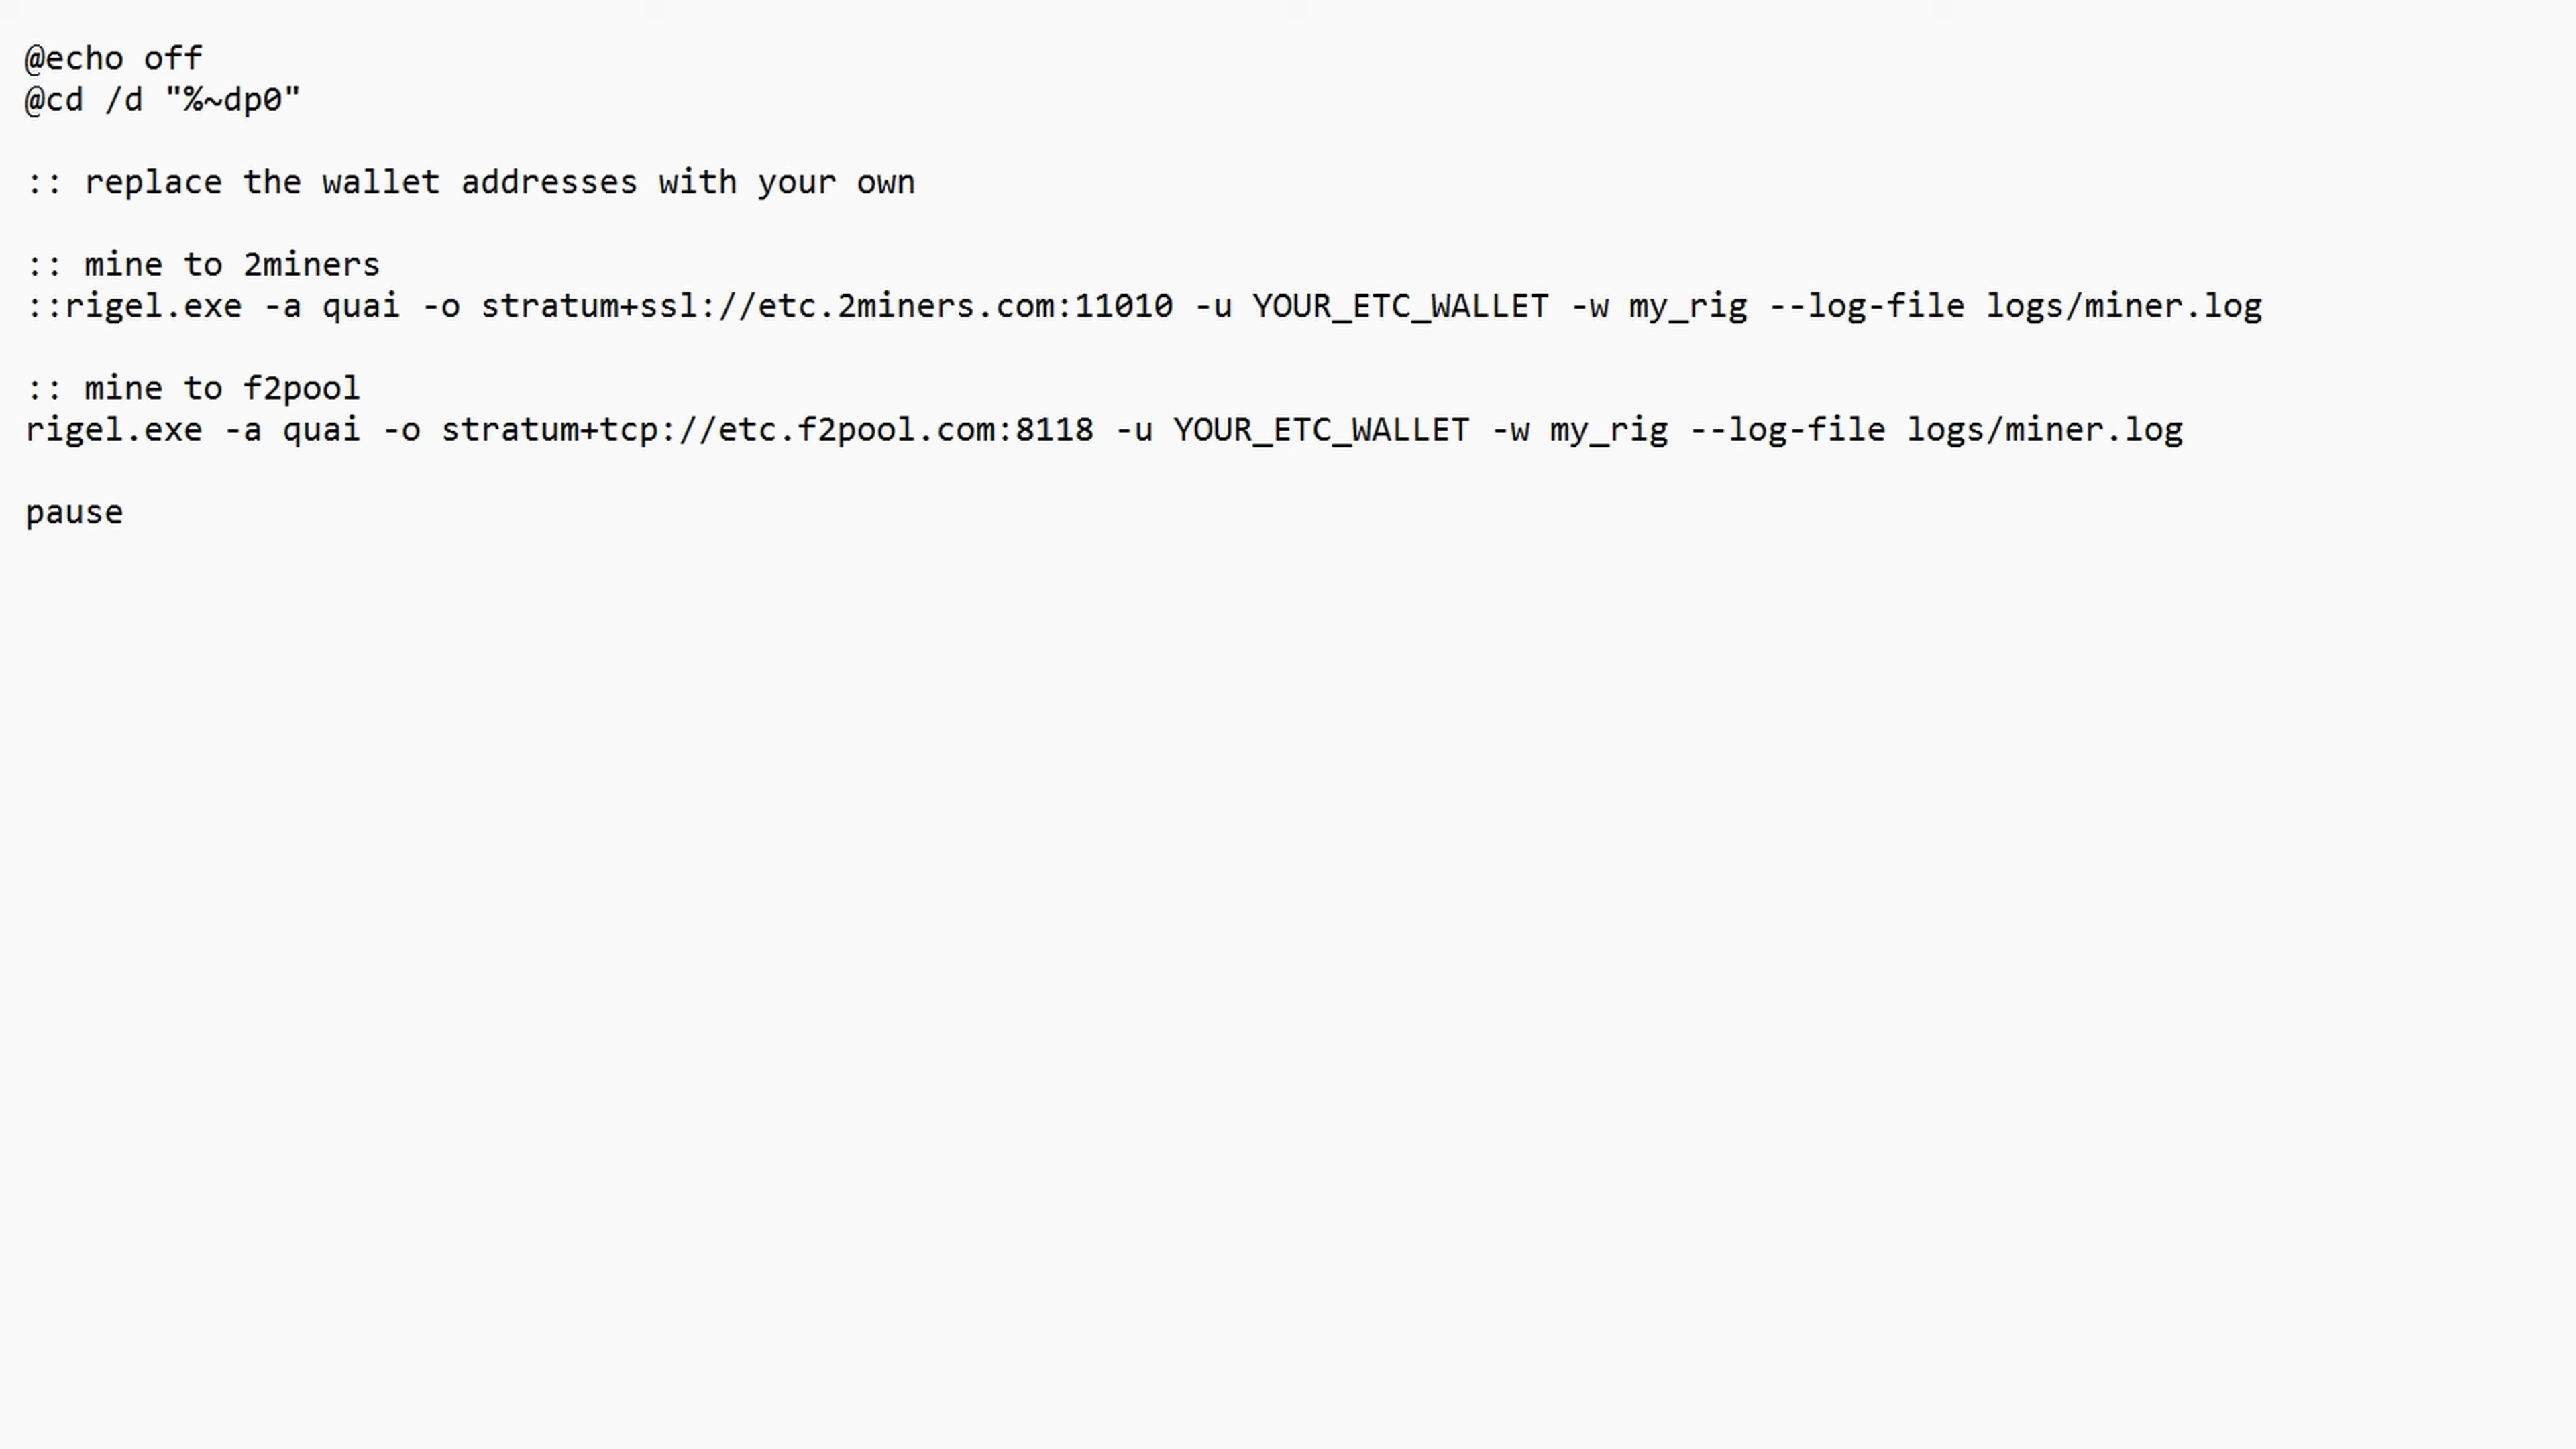 @echo off
@cd /d "%~dp0"
:: replace the wallet addresses with your own
:: mine to 2miners
::rigel.exe -a quai -o stratum+ssl://etc.2miners.com:11010 -u YOUR_ETC_WALLET -w my_rig --log-file logs/miner.log
:: mine to f2pool
rigel.exe -a quai -o stratum+tcp://etc.f2pool.com:8118 -u YOUR_ETC_WALLET -w my_rig --log-file logs/miner.log
pause